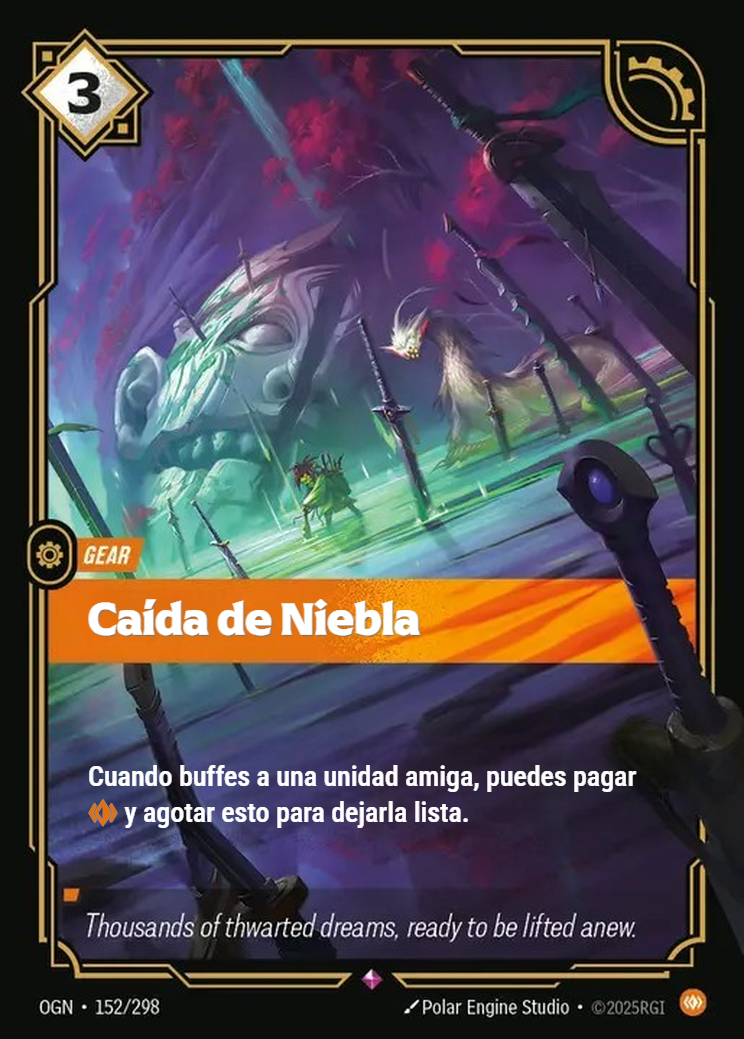 3
GEAR
Caída de Niebla
Cuando buffes a una unidad amiga, puedes pagar
y agotar esto para dejarla lista.
Thousands of thwarted dreams, ready to be lifted anew.
OGN • 152/298
Polar Engine Studio • ©2025RGI